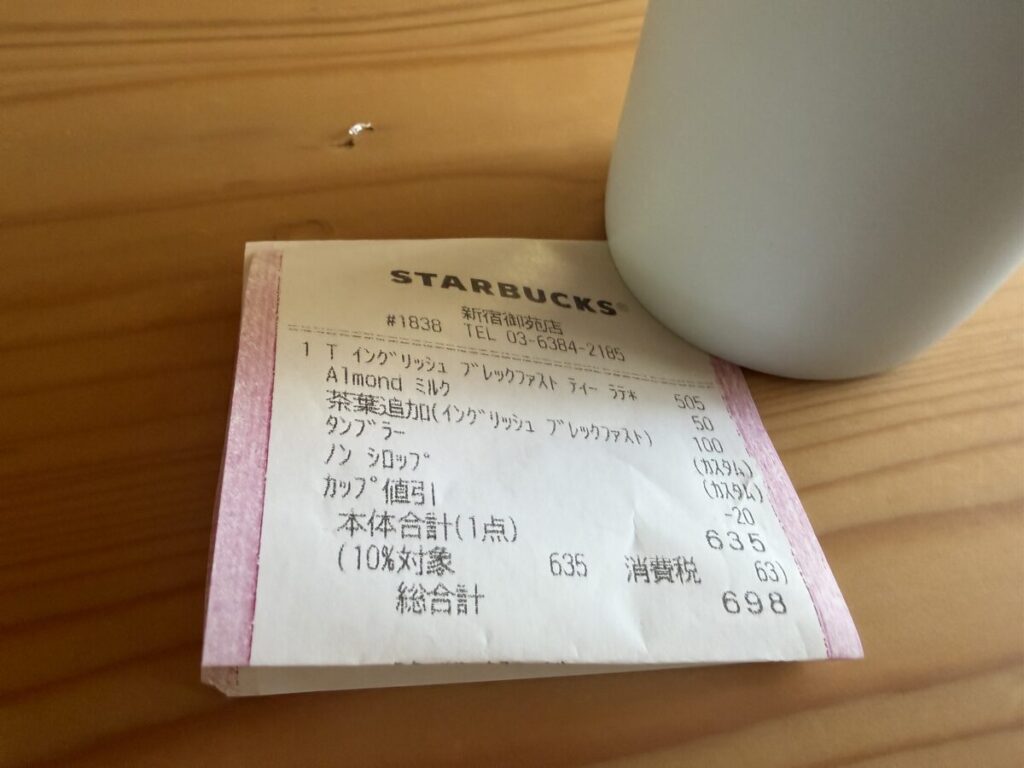 STARBUCKS®
新宿御苑店
#1838 TEL 03-6384-2185
1 T ｲﾝｸﾞﾘｯｼｭ ﾌﾞﾚｯｸﾌｧｽﾄ ﾃｨｰ ﾗﾃ* 505
Almond ﾐﾙｸ 50
茶葉追加(ｲﾝｸﾞﾘｯｼｭ ﾌﾞﾚｯｸﾌｧｽﾄ) 100
ﾀﾝﾌﾞﾗｰ (ｶｽﾀﾑ)
ﾉﾝ ｼﾛｯﾌﾟ (ｶｽﾀﾑ)
ｶｯﾌﾟ値引 -20
本体合計(1点) 635
(10%対象 635 消費税 63)
総合計 698